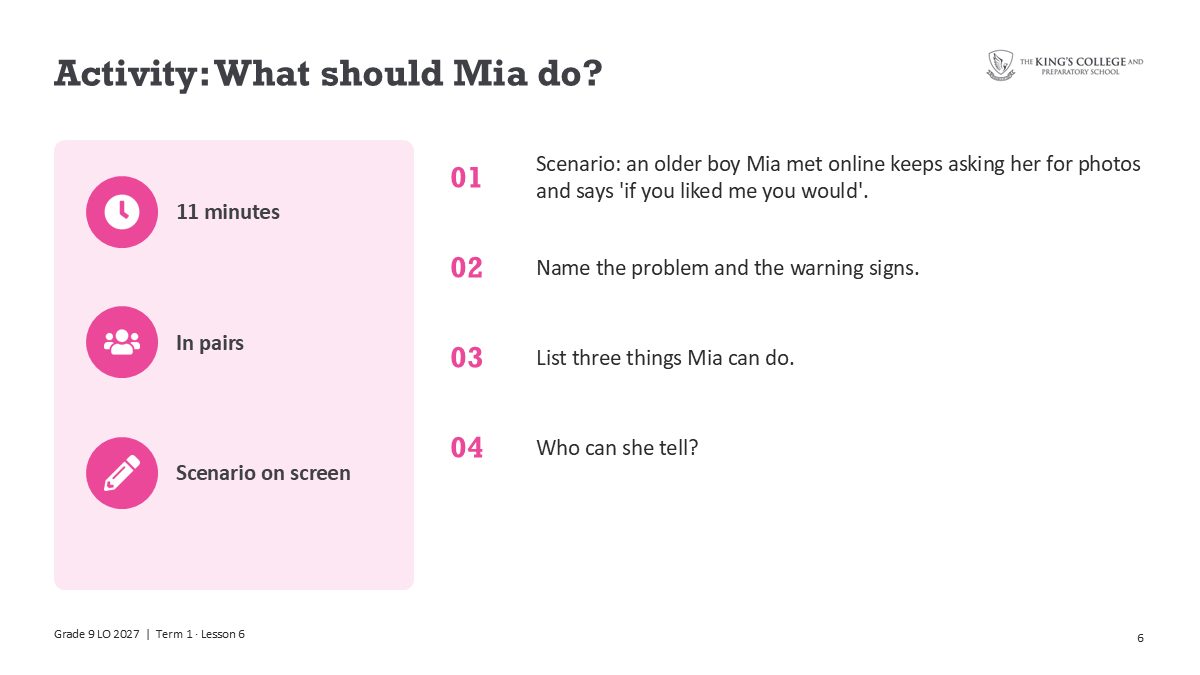 Activity: What should Mia do?
THE KING'S COLLEGE AND
PREPARATORY SCHOOL
11 minutes
In pairs
Scenario on screen
01
Scenario: an older boy Mia met online keeps asking her for photos
and says 'if you liked me you would'.
02
Name the problem and the warning signs.
03
List three things Mia can do.
04
Who can she tell?
Grade 9 LO 2027 | Term 1 · Lesson 6
6